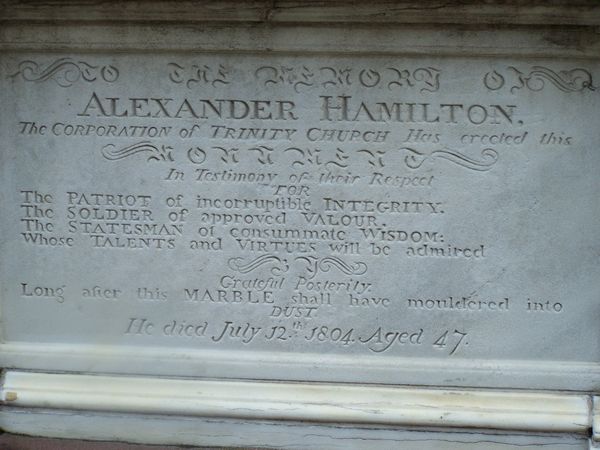 TO THE MEMORY OF
ALEXANDER HAMILTON,
The CORPORATION of TRINITY CHURCH Has erected this
MONUMENT
In Testimony of their Respect
FOR
The PATRIOT of incorruptible INTEGRITY.
The SOLDIER of approved VALOUR.
The STATESMAN of consummate WISDOM:
Whose TALENTS and VIRTUES will be admired
BY
Grateful Posterity.
Long after this MARBLE shall have mouldered into
DUST.
He died July 12.th 1804. Aged 47.